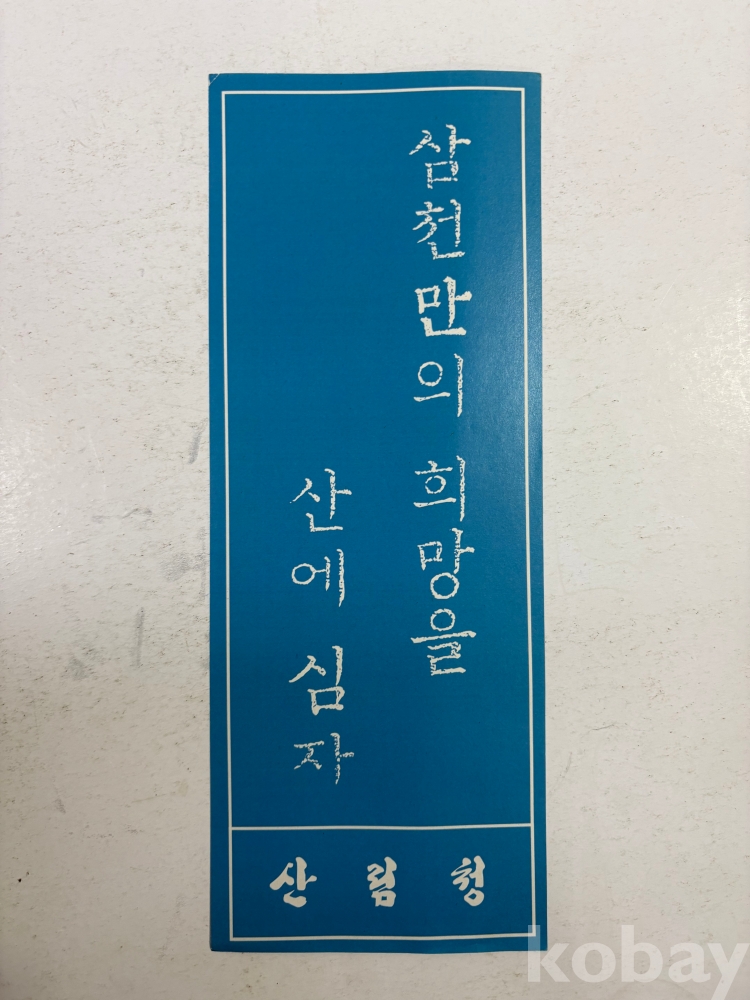 삼천만의 희망을
산에 심자
산림청
kobay